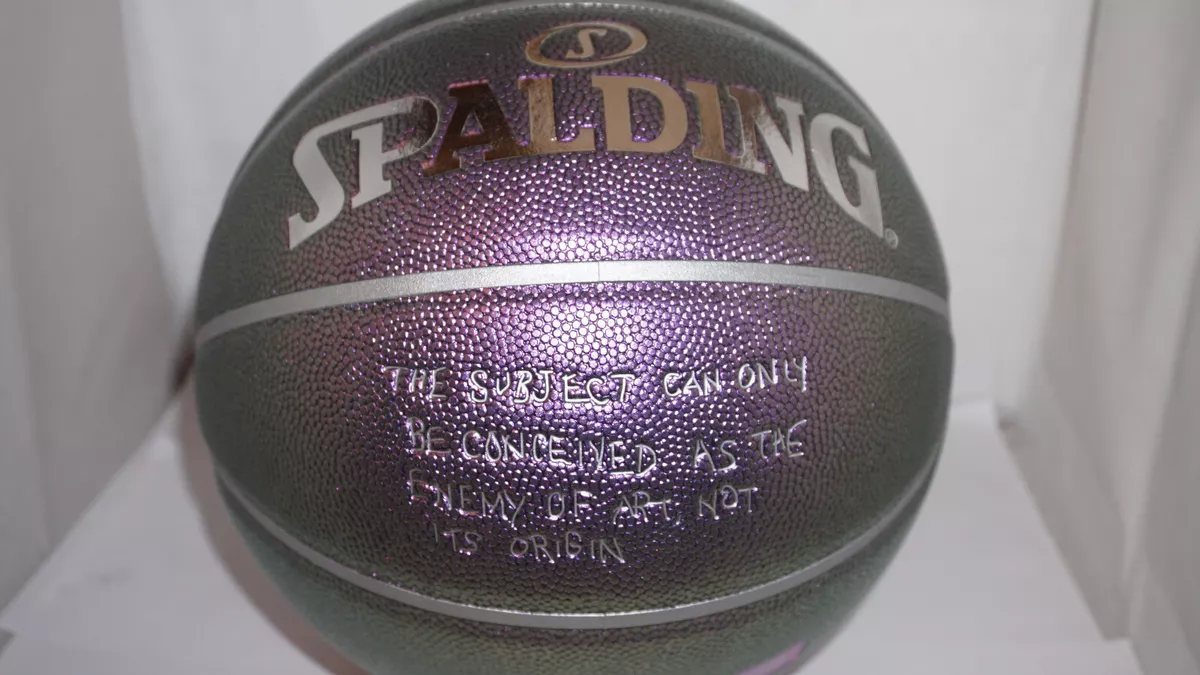 S
SPALDING®
THE SUBJECT CAN ONLY
BE CONCEIVED AS THE
ENEMY OF ART, NOT
ITS ORIGIN